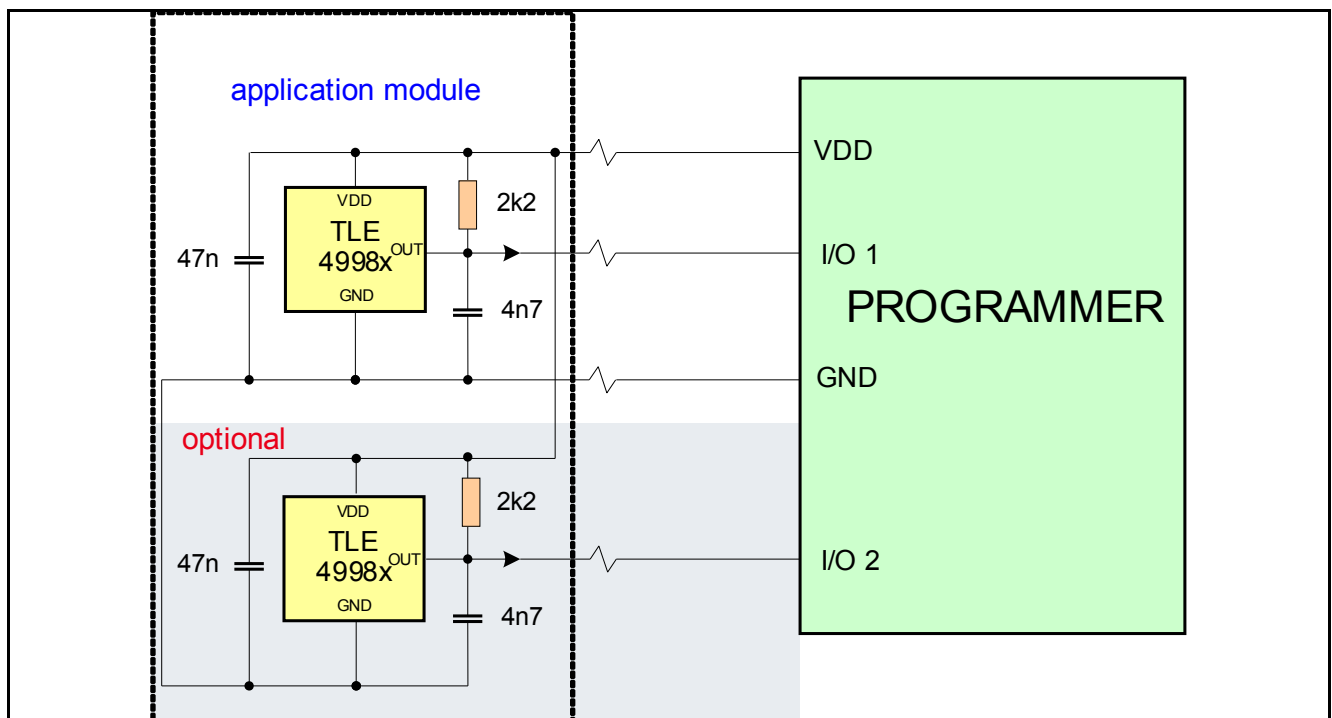 application module
VDD
TLE
4998x
OUT
GND
47n
2k2
4n7
optional
VDD
TLE
4998x
OUT
GND
47n
2k2
4n7
VDD
I/O 1
PROGRAMMER
GND
I/O 2